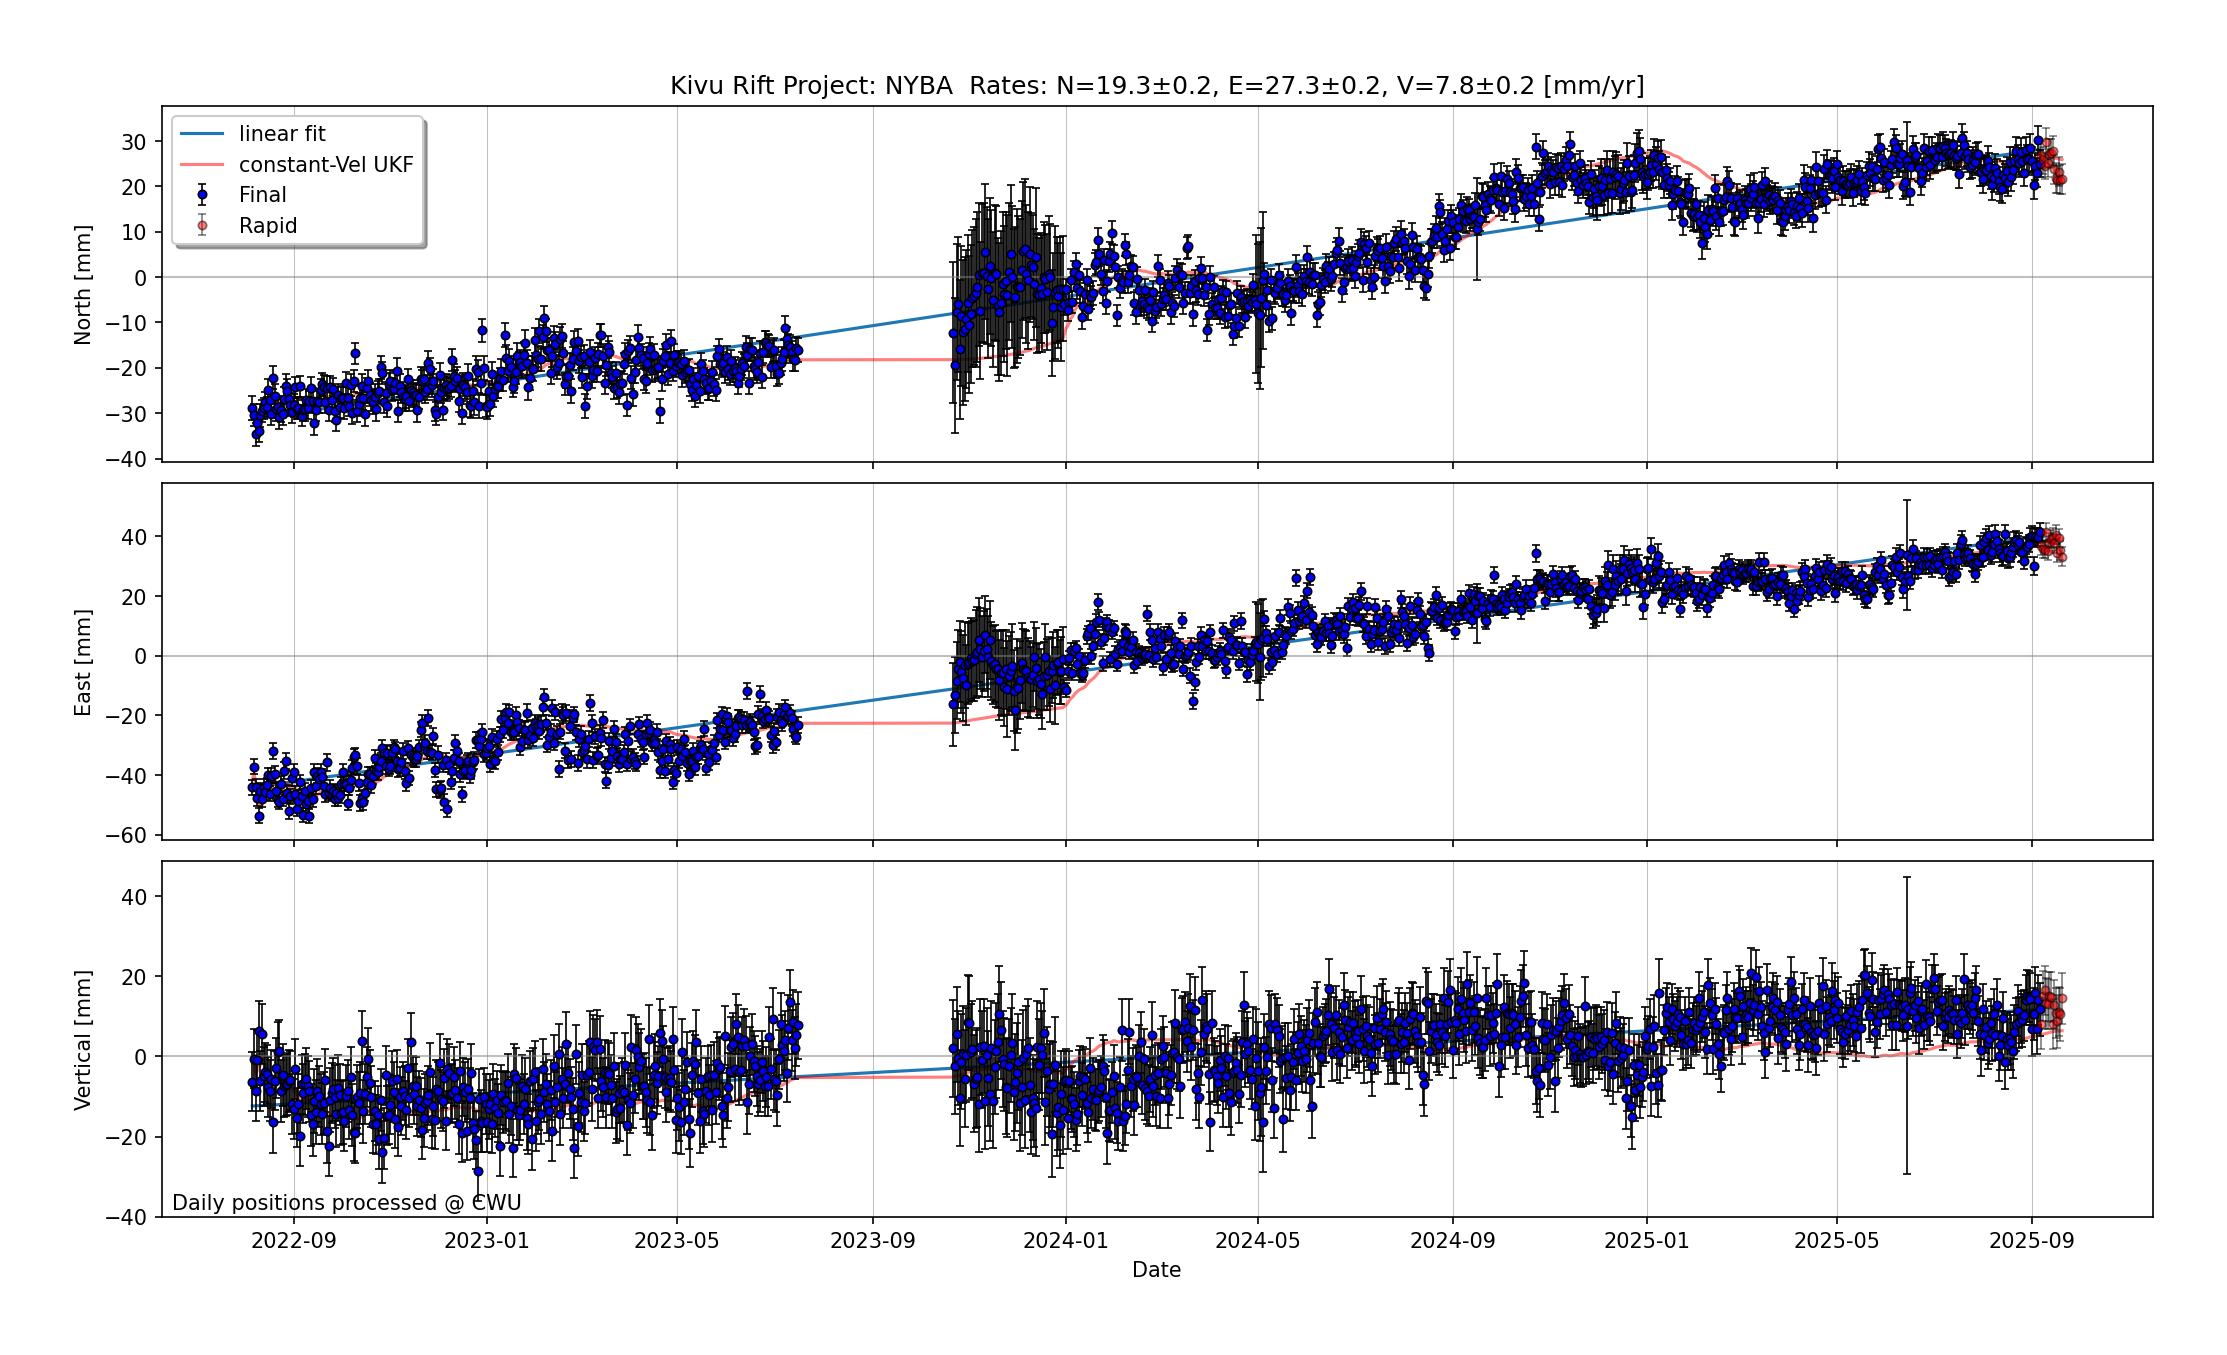 Kivu Rift Project: NYBA  Rates: N=19.3±0.2, E=27.3±0.2, V=7.8±0.2 [mm/yr]
linear fit
constant-Vel UKF
Final
Rapid
North [mm]
30
20
10
0
−10
−20
−30
−40
East [mm]
40
20
0
−20
−40
−60
Vertical [mm]
40
20
0
−20
−40
Daily positions processed @ CWU
2022-09 2023-01 2023-05 2023-09 2024-01 2024-05 2024-09 2025-01 2025-05 2025-09
Date